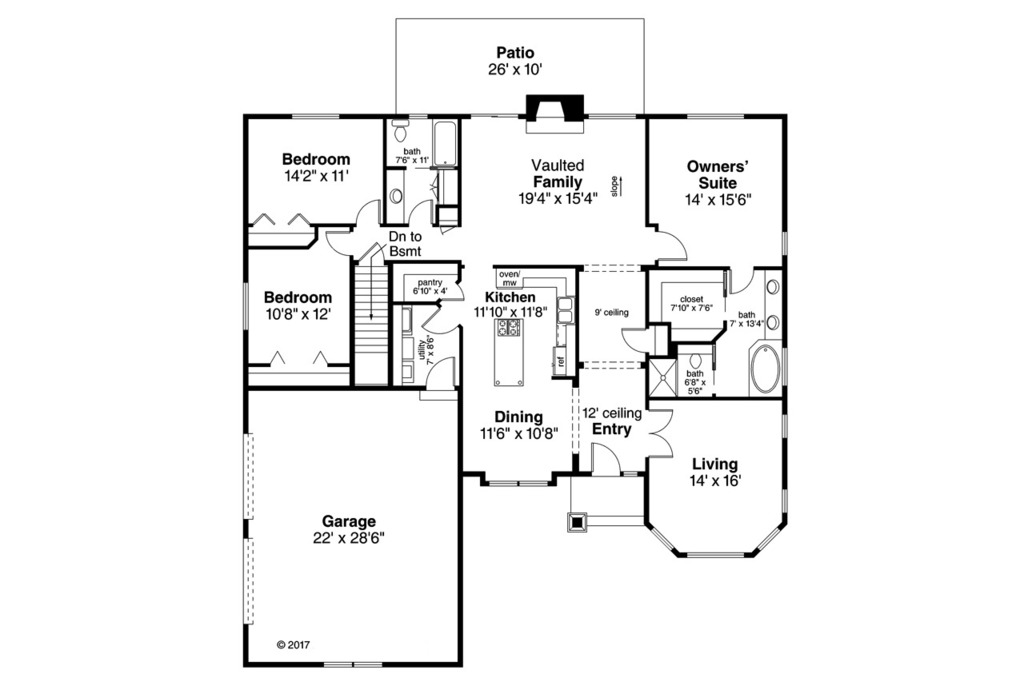 Patio
26' x 10'
Bedroom
14'2" x 11'
bath
7'6" x 11'
Vaulted
Family
19'4" x 15'4"
slope
Owners'
Suite
14' x 15'6"
Dn to
Bsmt
pantry
6'10" x 4'
oven/
mw
Kitchen
11'10" x 11'8"
9' ceiling
closet
7'10" x 7'6"
bath
7' x 13'4"
Bedroom
10'8" x 12'
utility
7' x 8'6"
ref
bath
6'8" x
5'6"
Dining
11'6" x 10'8"
12' ceiling
Entry
Living
14' x 16'
Garage
22' x 28'6"
© 2017